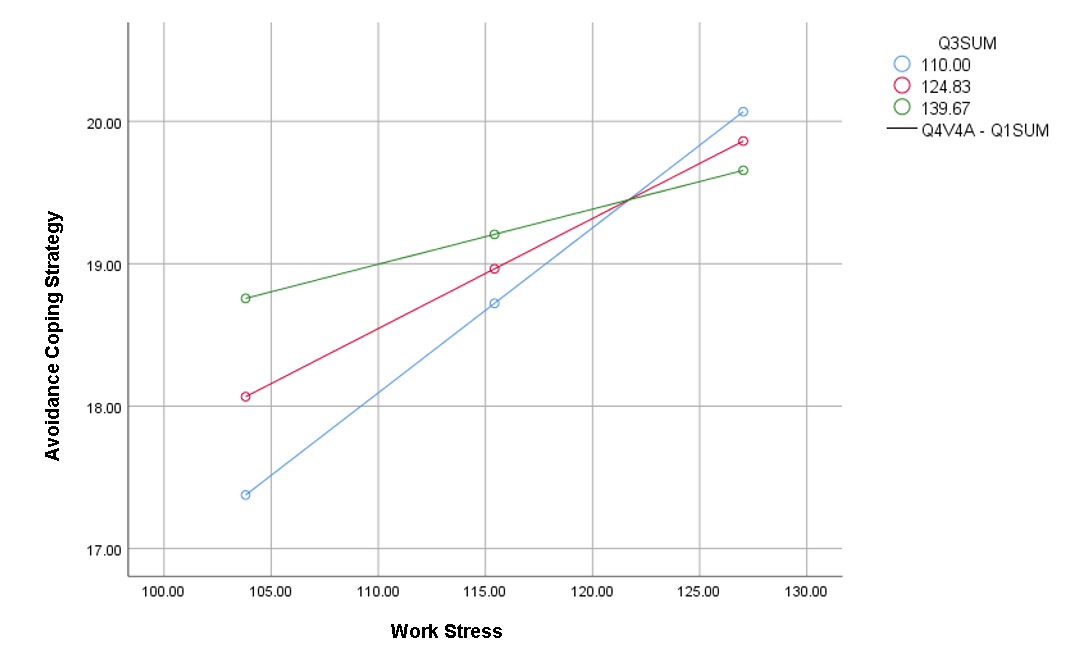 Q3SUM
110.00
124.83
139.67
Q4V4A - Q1SUM
Avoidance Coping Strategy
20.00
19.00
18.00
17.00
100.00 105.00 110.00 115.00 120.00 125.00 130.00
Work Stress